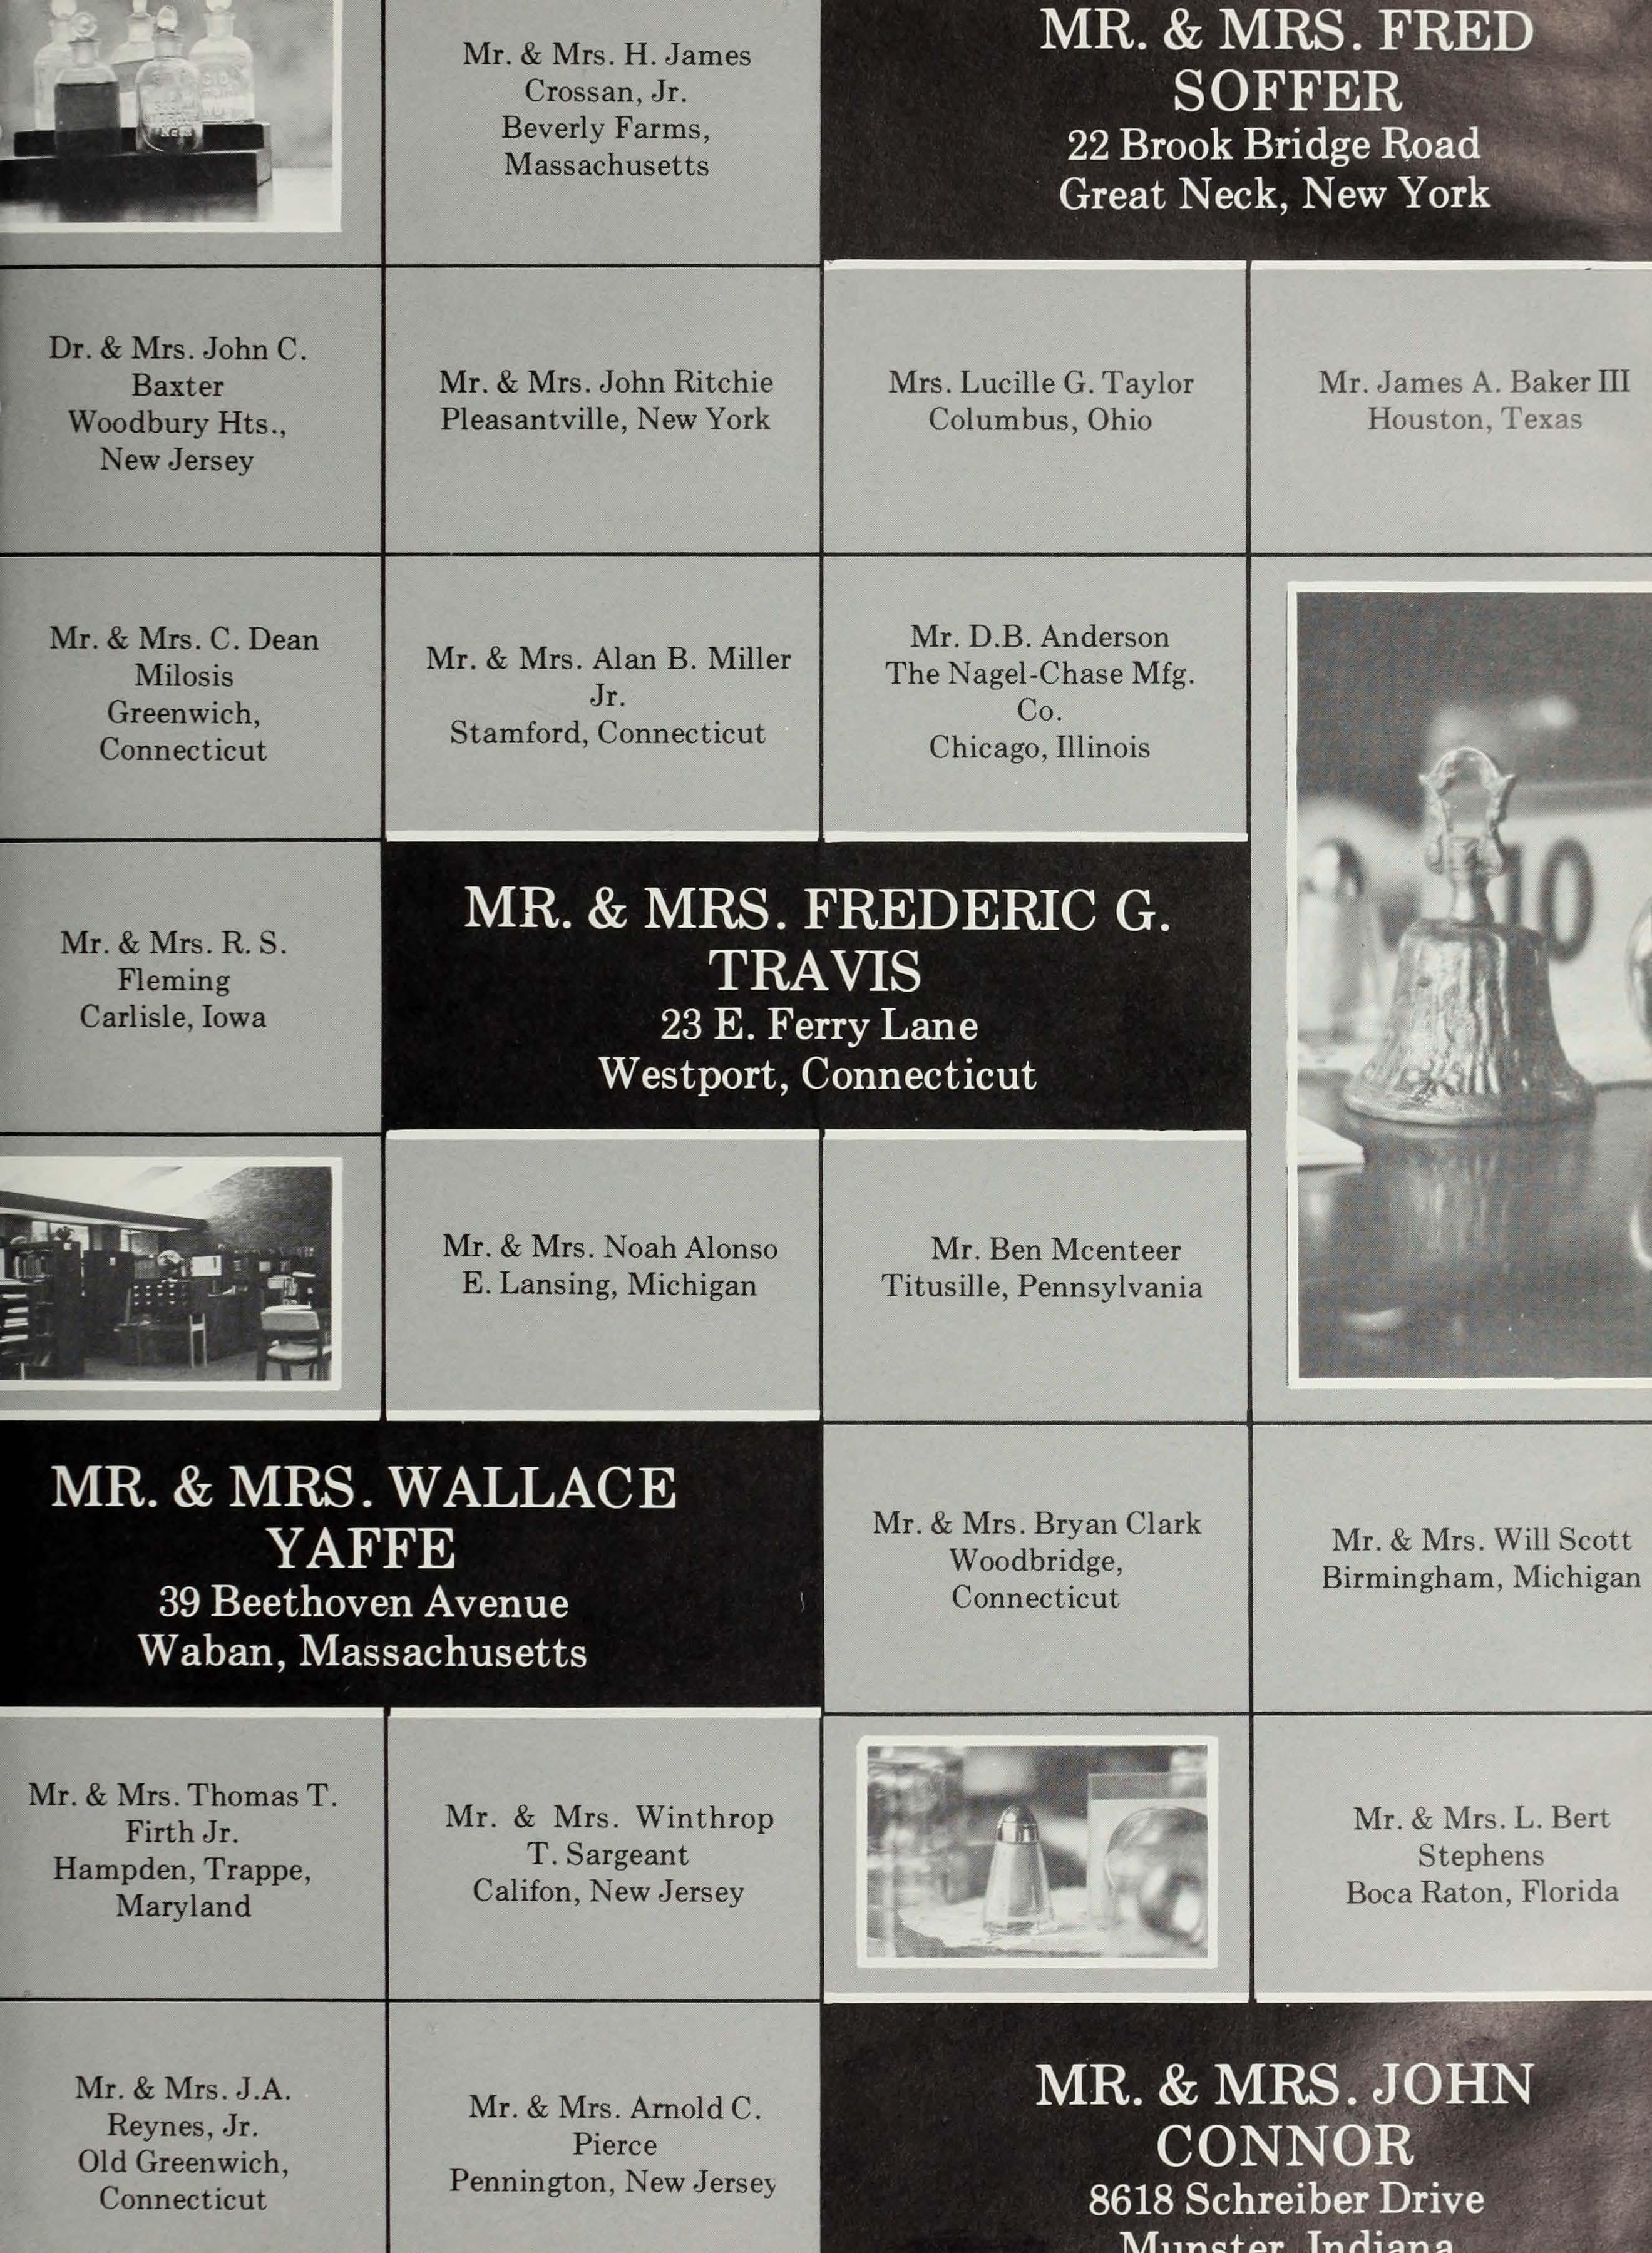 Mr. & Mrs. H. James
Crossan, Jr.
Beverly Farms,
Massachusetts
MR. & MRS. FRED
SOFFER
22 Brook Bridge Road
Great Neck, New York
Dr. & Mrs. John C.
Baxter
Woodbury Hts.,
New Jersey
Mr. & Mrs. John Ritchie
Pleasantville, New York
Mrs. Lucille G. Taylor
Columbus, Ohio
Mr. James A. Baker III
Houston, Texas
Mr. & Mrs. C. Dean
Milosis
Greenwich,
Connecticut
Mr. & Mrs. Alan B. Miller
Jr.
Stamford, Connecticut
Mr. D.B. Anderson
The Nagel-Chase Mfg.
Co.
Chicago, Illinois
10
Mr. & Mrs. R. S.
Fleming
Carlisle, Iowa
MR. & MRS. FREDERIC G.
TRAVIS
23 E. Ferry Lane
Westport, Connecticut
Mr. & Mrs. Noah Alonso
E. Lansing, Michigan
Mr. Ben Mcenteer
Titusille, Pennsylvania
MR. & MRS. WALLACE
YAFFE
39 Beethoven Avenue
Waban, Massachusetts
Mr. & Mrs. Bryan Clark
Woodbridge,
Connecticut
Mr. & Mrs. Will Scott
Birmingham, Michigan
Mr. & Mrs. Thomas T.
Firth Jr.
Hampden, Trappe,
Maryland
Mr. & Mrs. Winthrop
T. Sargeant
Califon, New Jersey
Mr. & Mrs. L. Bert
Stephens
Boca Raton, Florida
Mr. & Mrs. J.A.
Reynes, Jr.
Old Greenwich,
Connecticut
Mr. & Mrs. Arnold C.
Pierce
Pennington, New Jersey
MR. & MRS. JOHN
CONNOR
8618 Schreiber Drive
Munster, Indiana